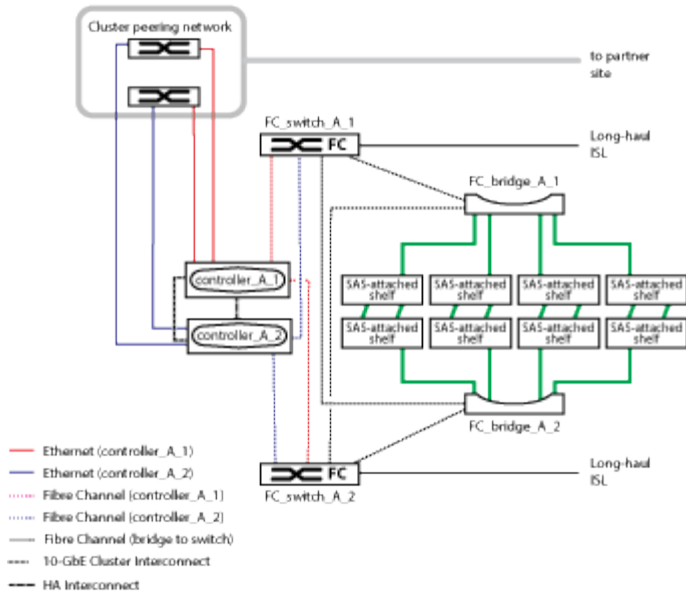 Cluster peering network
to partner
site
FC_switch_A_1
FC
Long-haul
ISL
FC_bridge_A_1
controller_A_1
SAS-attached
shelf
SAS-attached
shelf
SAS-attached
shelf
SAS-attached
shelf
controller_A_2
SAS-attached
shelf
SAS-attached
shelf
SAS-attached
shelf
SAS-attached
shelf
FC_bridge_A_2
FC
FC_switch_A_2
Long-haul
ISL
Ethernet (controller_A_1)
Ethernet (controller_A_2)
Fibre Channel (controller_A_1)
Fibre Channel (controller_A_2)
Fibre Channel (bridge to switch)
10-GbE Cluster Interconnect
HA Interconnect